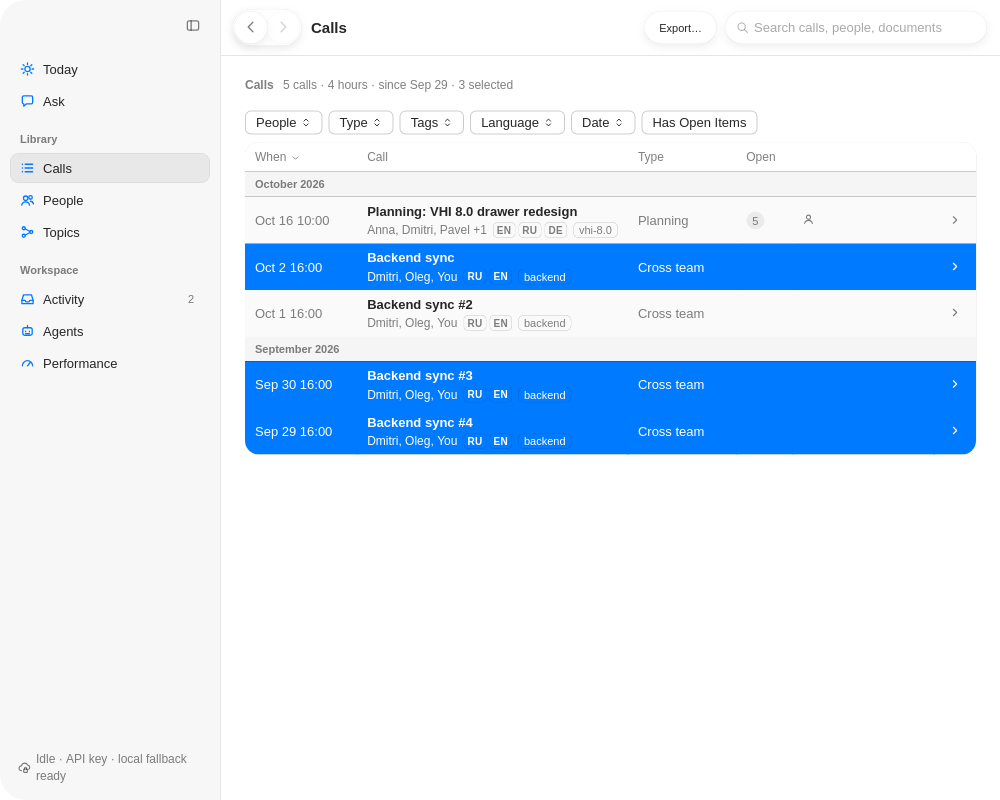 Calls
Export…
Search calls, people, documents
Today
Ask
Library
Calls
People
Topics
Workspace
Activity 2
Agents
Performance
Idle · API key · local fallback
ready
Calls 5 calls · 4 hours · since Sep 29 · 3 selected
People Type Tags Language Date Has Open Items
When Call Type Open
October 2026
Oct 16 10:00 Planning: VHI 8.0 drawer redesign Planning 5
Anna, Dmitri, Pavel +1 EN RU DE vhi-8.0
Oct 2 16:00 Backend sync Cross team
Dmitri, Oleg, You RU EN backend
Oct 1 16:00 Backend sync #2 Cross team
Dmitri, Oleg, You RU EN backend
September 2026
Sep 30 16:00 Backend sync #3 Cross team
Dmitri, Oleg, You RU EN backend
Sep 29 16:00 Backend sync #4 Cross team
Dmitri, Oleg, You RU EN backend